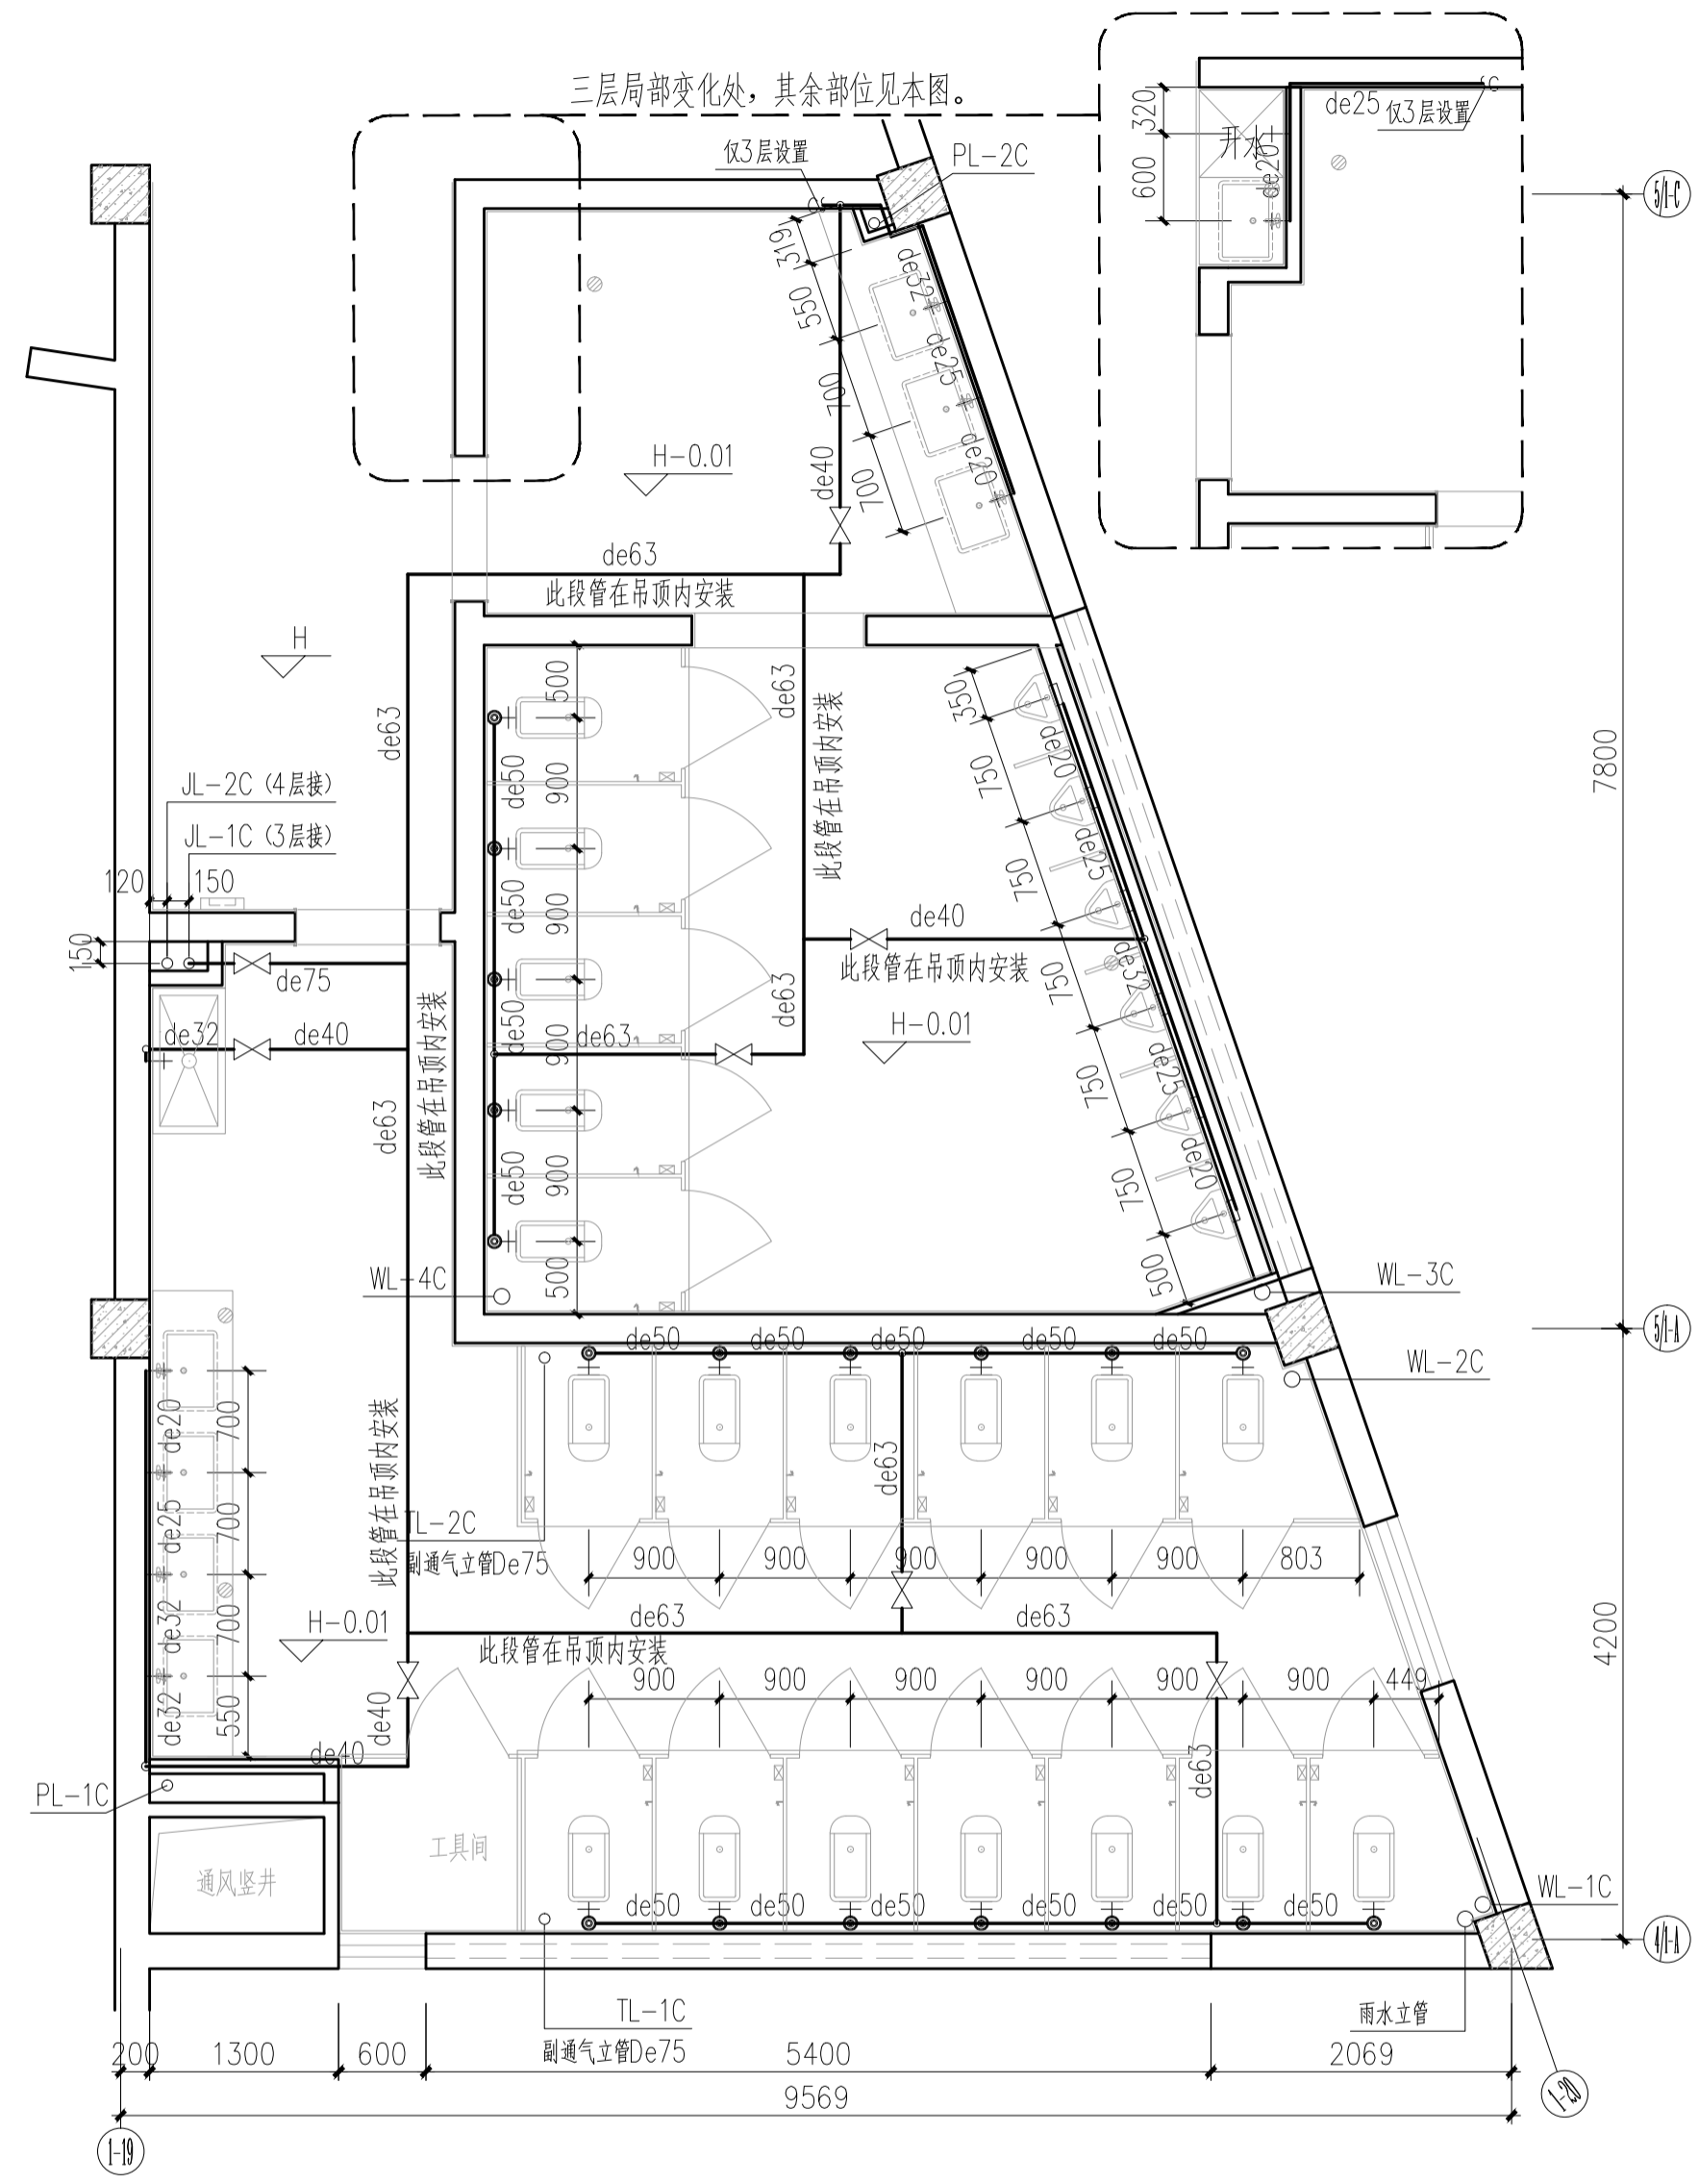 三层局部变化处，其余部位见本图。
仅3层设置
PL-2C
320
600
de25
仅3层设置
开水
de20
5/1-C
319
550
700
700
de32
de25
de20
de40
H-0.01
de63
此段管在吊顶内安装
H
de63
JL-2C (4层接)
JL-1C (3层接)
120
150
150
de75
de32
de40
de63
此段管在吊顶内安装
500
900
900
900
900
500
de50
de50
de50
de50
de63
de63
de63
此段管在吊顶内安装
de40
此段管在吊顶内安装
H-0.01
350
750
750
750
750
750
500
de20
de25
de32
de25
de20
7800
WL-4C
WL-3C
WL-2C
5/1-A
de50
de50
de50
de50
de50
de63
TL-2C
副通气立管De75
900
900
900
900
900
803
此段管在吊顶内安装
de20
de25
de32
de32
700
700
700
550
H-0.01
de40
de40
de63
de63
此段管在吊顶内安装
900
900
900
900
900
900
449
de63
4200
PL-1C
通风竖井
工具间
de50
de50
de50
de50
de50
de50
WL-1C
4/1-A
TL-1C
副通气立管De75
雨水立管
200
1300
600
5400
2069
9569
1-19
1-20